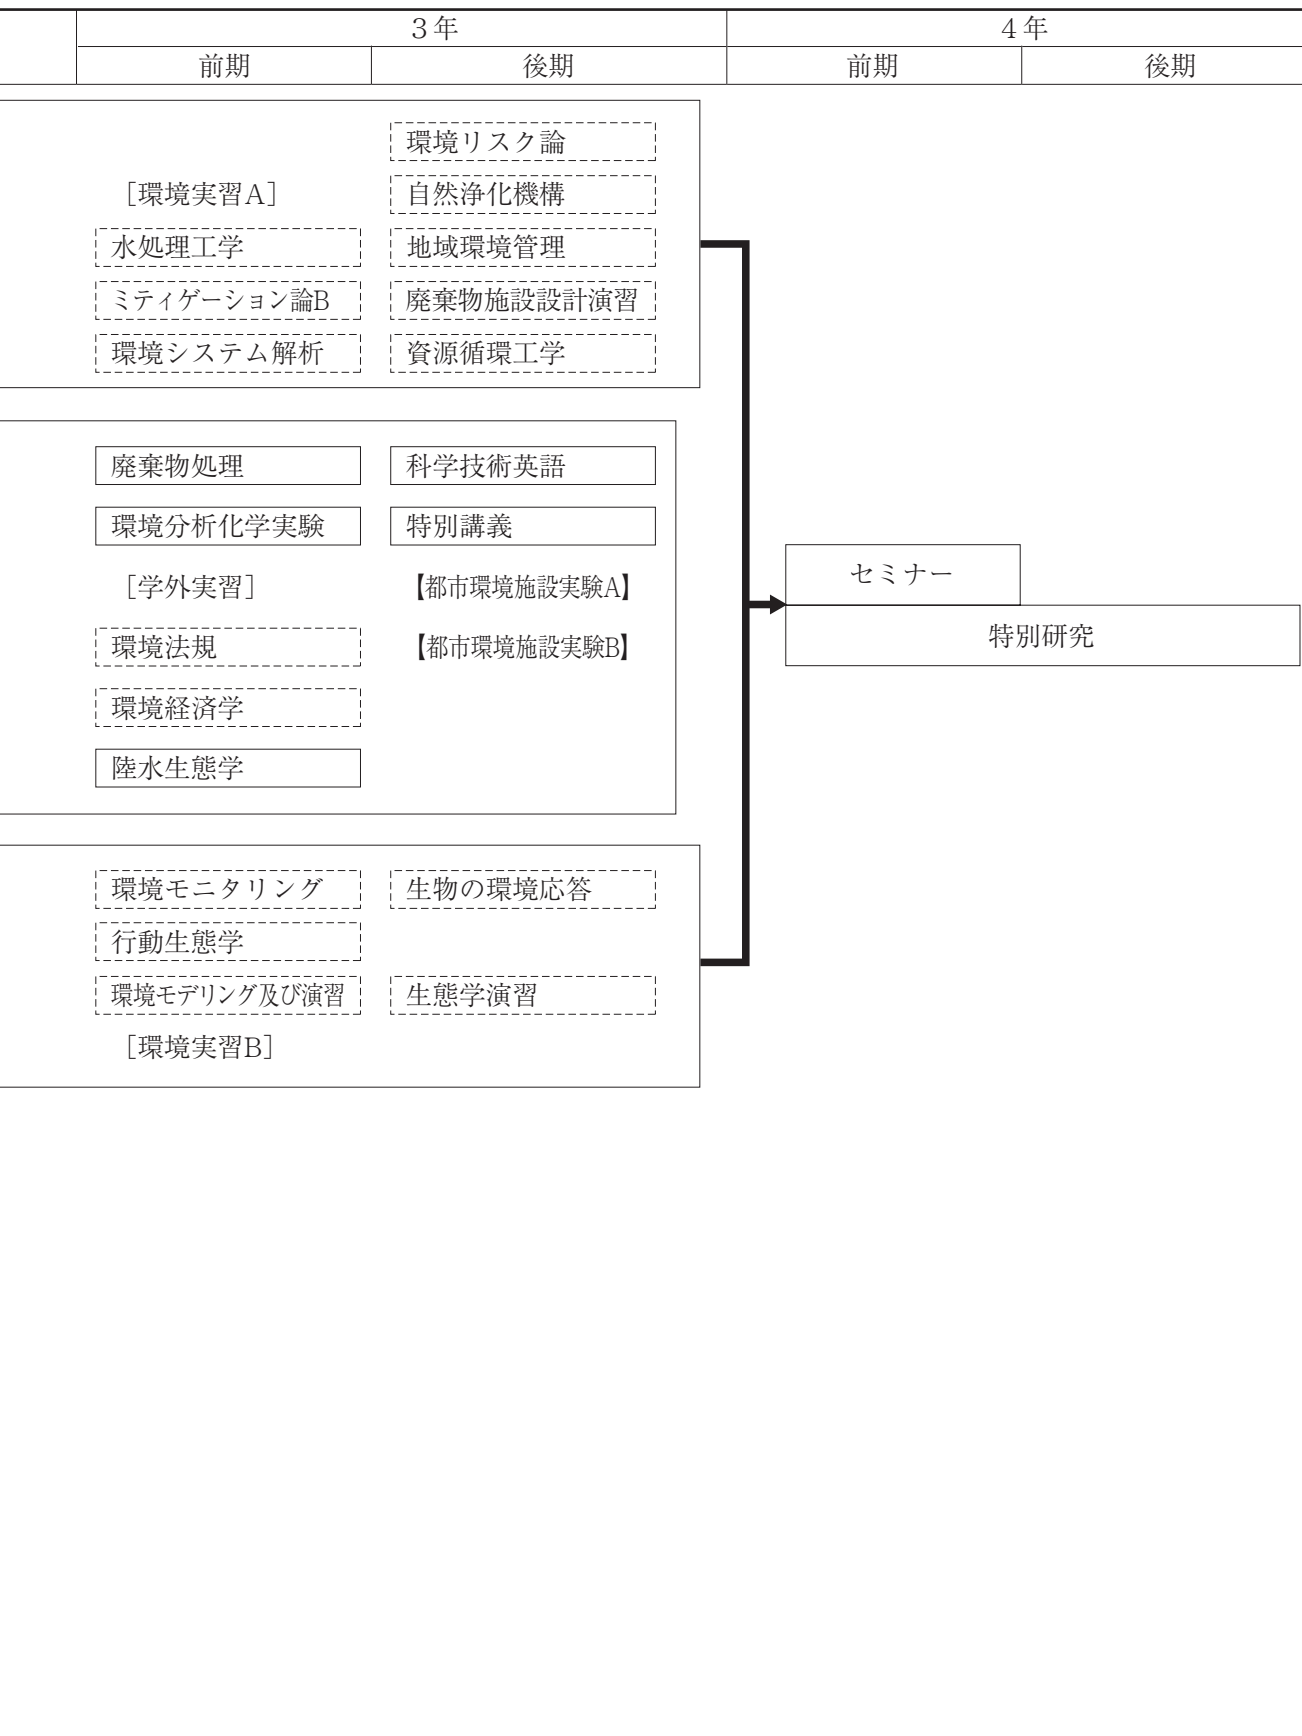 3年
4年
前期
後期
前期
後期
環境リスク論
［環境実習A］
自然浄化機構
水処理工学
地域環境管理
ミティゲーション論B
廃棄物施設設計演習
環境システム解析
資源循環工学
廃棄物処理
科学技術英語
環境分析化学実験
特別講義
［学外実習］
【都市環境施設実験A】
環境法規
【都市環境施設実験B】
環境経済学
陸水生態学
セミナー
特別研究
環境モニタリング
生物の環境応答
行動生態学
環境モデリング及び演習
生態学演習
［環境実習B］